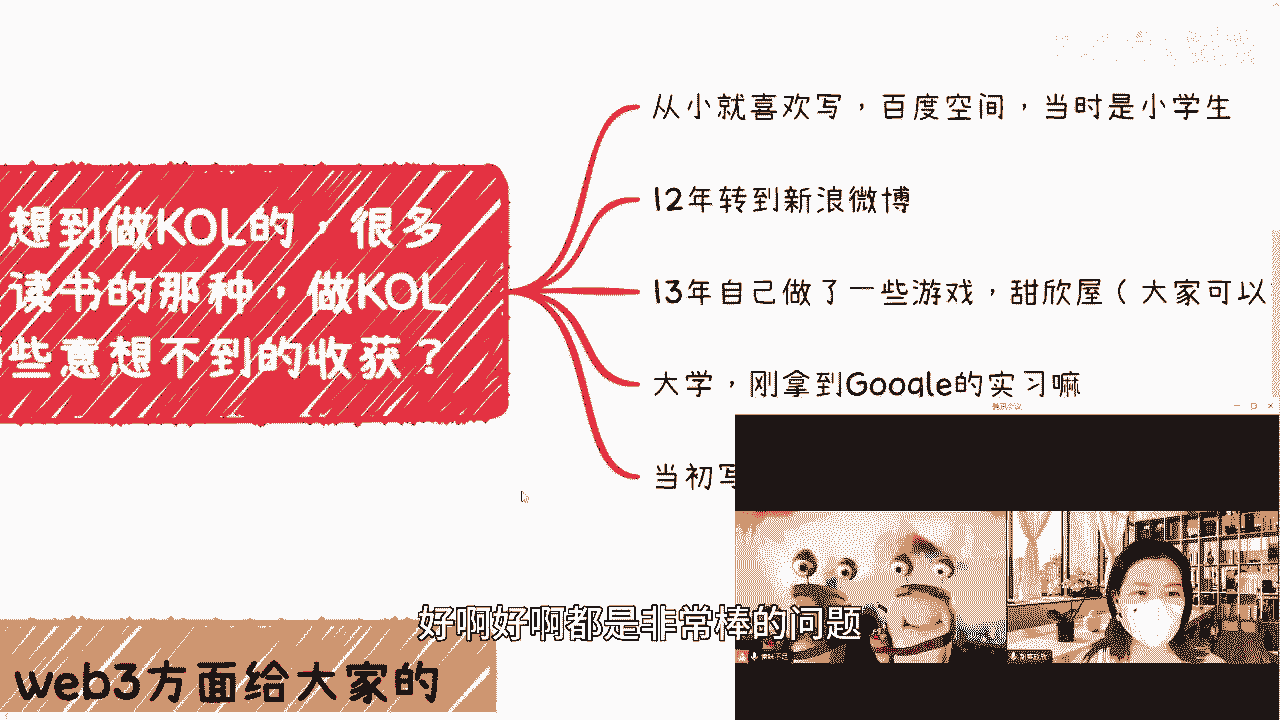 从小就喜欢写，百度空间，当时是小学生
12年转到新浪微博
想到做KOL的，很多
读书的那种，做KOL
些意想不到的收获？
13年自己做了一些游戏，甜欣屋（大家可以
大学，刚拿到Google的实习嘛
当初写
好啊好啊都是非常棒的问题
web3方面给大家的